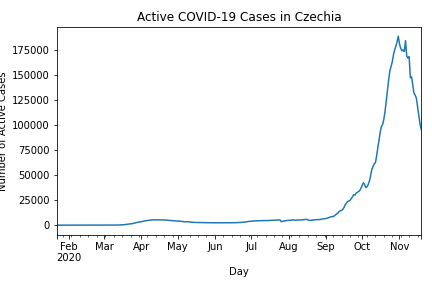 Active COVID-19 Cases in Czechia
Number of Active Cases
175000
150000
125000
100000
75000
50000
25000
0
Feb Mar Apr May Jun Jul Aug Sep Oct Nov
2020
Day